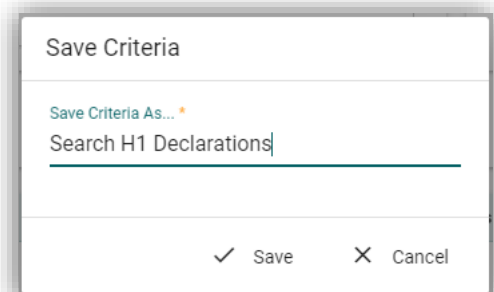 Save Criteria
Save Criteria As... *
Search H1 Declarations
Save Cancel